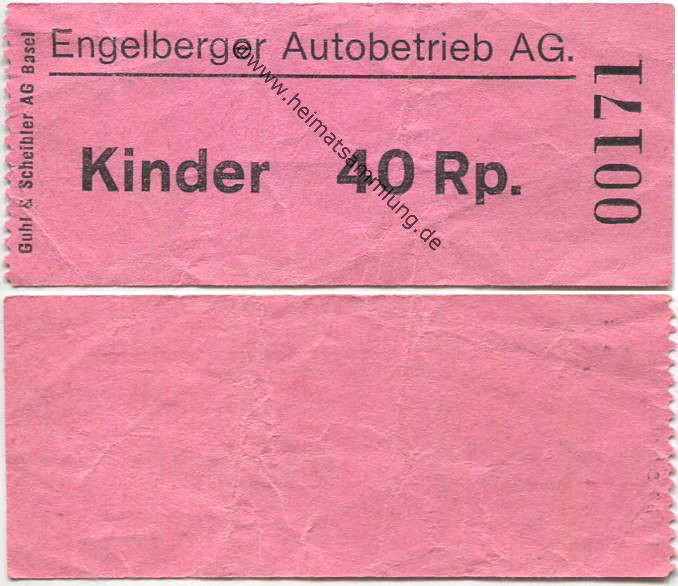 Engelberger Autobetrieb AG.
Kinder 40 Rp.
00171
Guhl & Scheibler AG Basel
©www.heimatsammlung.de